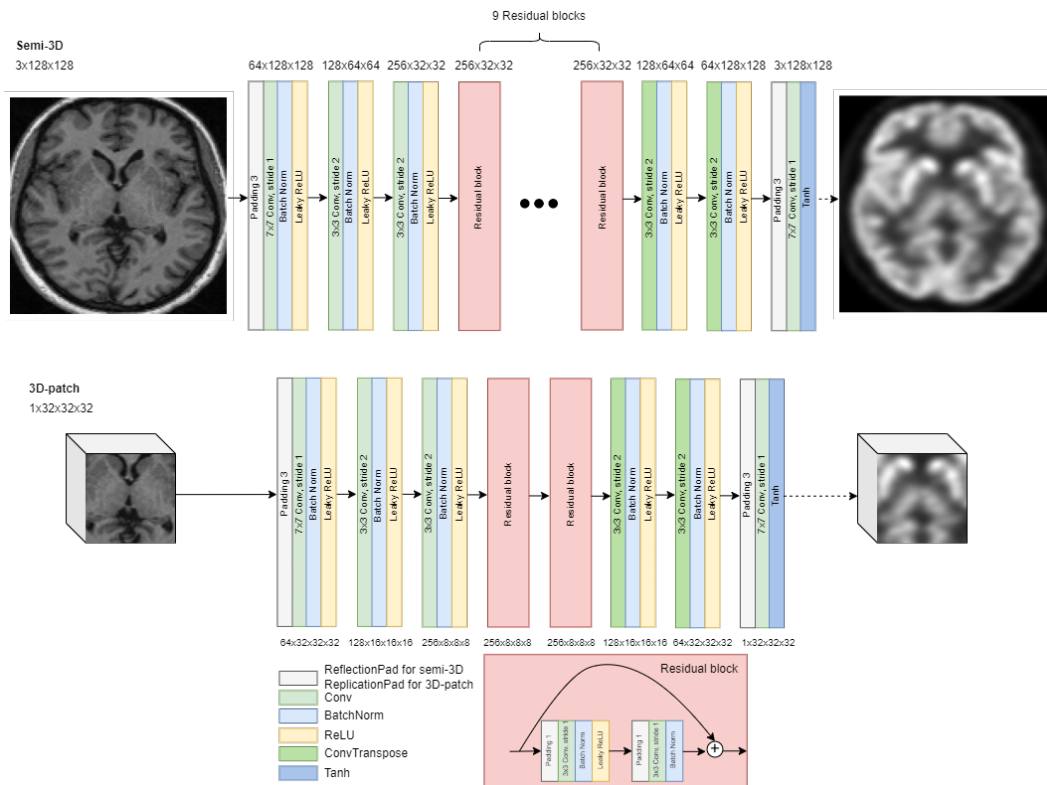 9 Residual blocks
Semi-3D
3x128x128
64x128x128
128x64x64
256x32x32
256x32x32
256x32x32
128x64x64
64x128x128
3x128x128
Padding 3
7x7 Conv, stride 1
Batch Norm
Leaky ReLU
3x3 Conv, stride 2
Batch Norm
Leaky ReLU
3x3 Conv, stride 2
Batch Norm
Leaky ReLU
Residual block
Residual block
3x3 Conv, stride 2
Batch Norm
Leaky ReLU
3x3 Conv, stride 2
Batch Norm
Leaky ReLU
Padding 3
7x7 Conv, stride 1
Tanh
3D-patch
1x32x32x32
Padding 3
7x7 Conv, stride 1
Batch Norm
Leaky ReLU
3x3 Conv, stride 2
Batch Norm
Leaky ReLU
3x3 Conv, stride 2
Batch Norm
Leaky ReLU
Residual block
Residual block
3x3 Conv, stride 2
Batch Norm
Leaky ReLU
3x3 Conv, stride 2
Batch Norm
Leaky ReLU
Padding 3
7x7 Conv, stride 1
Tanh
64x32x32x32
128x16x16x16
256x8x8x8
256x8x8x8
256x8x8x8
128x16x16x16
64x32x32x32
1x32x32x32
ReflectionPad for semi-3D
ReplicationPad for 3D-patch
Conv
BatchNorm
ReLU
ConvTranspose
Tanh
Residual block
Padding 1
3x3 Conv, stride 1
Batch Norm
Leaky ReLU
Padding 1
3x3 Conv, stride 1
Batch Norm
+